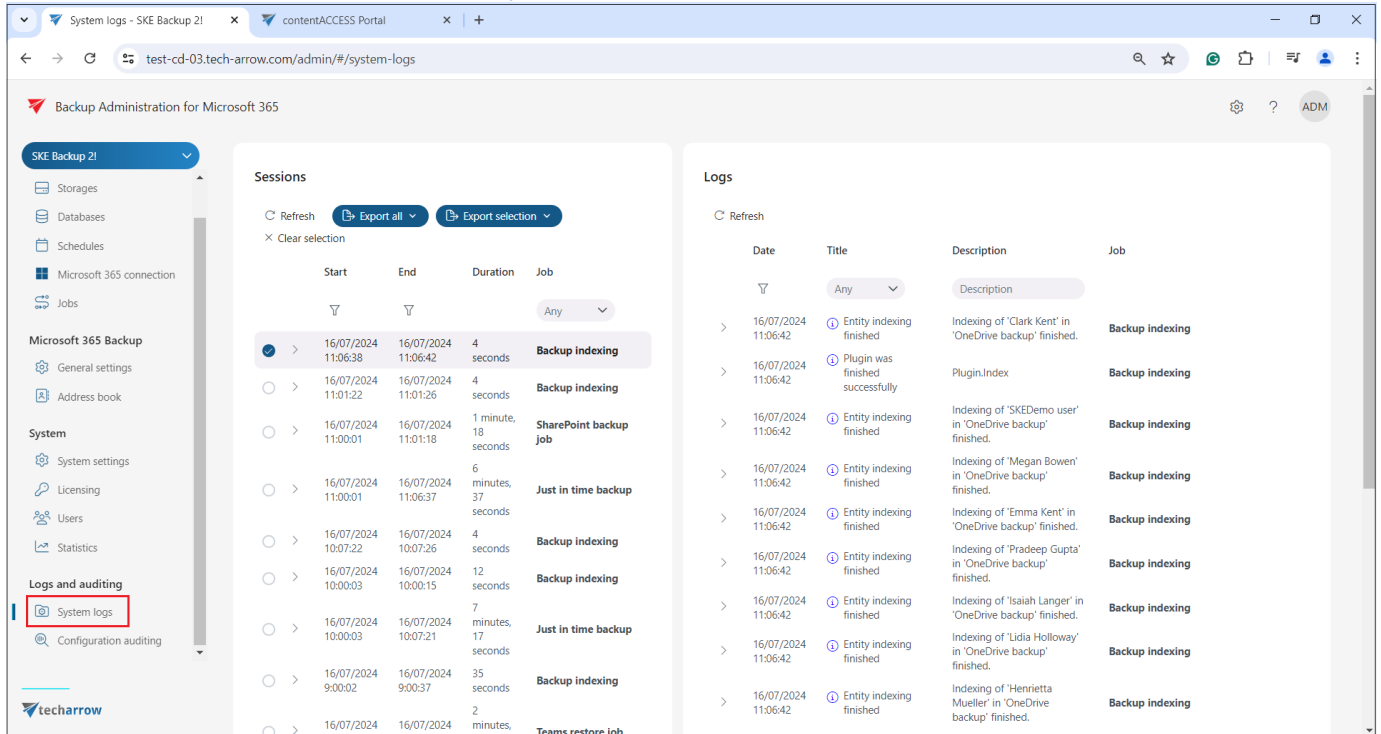 System logs - SKE Backup 2!
contentACCESS Portal
test-cd-03.tech-arrow.com/admin/#/system-logs
Backup Administration for Microsoft 365
ADM
SKE Backup 2!
Storages
Databases
Schedules
Microsoft 365 connection
Jobs
Microsoft 365 Backup
General settings
Address book
System
System settings
Licensing
Users
Statistics
Logs and auditing
System logs
Configuration auditing
techarrow
Sessions
Refresh
Export all
Export selection
Clear selection
Start End Duration Job
Any
16/07/2024 16/07/2024 4
11:06:38 11:06:42 seconds Backup indexing
16/07/2024 16/07/2024 4
11:01:22 11:01:26 seconds Backup indexing
16/07/2024 16/07/2024 1 minute, SharePoint backup
11:00:01 11:01:18 18 job
seconds
6
16/07/2024 16/07/2024 minutes, Just in time backup
11:00:01 11:06:37 37
seconds
16/07/2024 16/07/2024 4
10:07:22 10:07:26 seconds Backup indexing
16/07/2024 16/07/2024 12
10:00:03 10:00:15 seconds Backup indexing
7
16/07/2024 16/07/2024 minutes, Just in time backup
10:00:03 10:07:21 17
seconds
16/07/2024 16/07/2024 35
9:00:02 9:00:37 seconds Backup indexing
2
16/07/2024 16/07/2024 minutes, Teams restore job
Logs
Refresh
Date Title Description Job
Any
Description
16/07/2024 Entity indexing Indexing of 'Clark Kent' in
11:06:42 finished 'OneDrive backup' finished. Backup indexing
Plugin was
16/07/2024 finished Plugin.Index Backup indexing
11:06:42 successfully
Indexing of 'SKEDemo user'
16/07/2024 Entity indexing in 'OneDrive backup' Backup indexing
11:06:42 finished finished.
Indexing of 'Megan Bowen'
16/07/2024 Entity indexing in 'OneDrive backup' Backup indexing
11:06:42 finished finished.
16/07/2024 Entity indexing Indexing of 'Emma Kent' in
11:06:42 finished 'OneDrive backup' finished. Backup indexing
Indexing of 'Pradeep Gupta'
16/07/2024 Entity indexing in 'OneDrive backup' Backup indexing
11:06:42 finished finished.
16/07/2024 Entity indexing Indexing of 'Isaiah Langer' in
11:06:42 finished 'OneDrive backup' finished. Backup indexing
Indexing of 'Lidia Holloway'
16/07/2024 Entity indexing in 'OneDrive backup' Backup indexing
11:06:42 finished finished.
Indexing of 'Henrietta
16/07/2024 Entity indexing Mueller' in 'OneDrive Backup indexing
11:06:42 finished backup' finished.